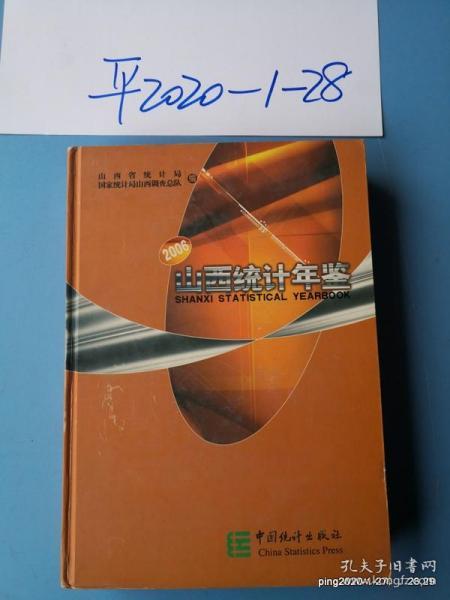 平2020-1-28
山西省统计局
国家统计局山西调查总队
编
2006
山西统计年鉴
SHANXI STATISTICAL YEARBOOK
中国统计出版社
China Statistics Press
孔夫子旧书网